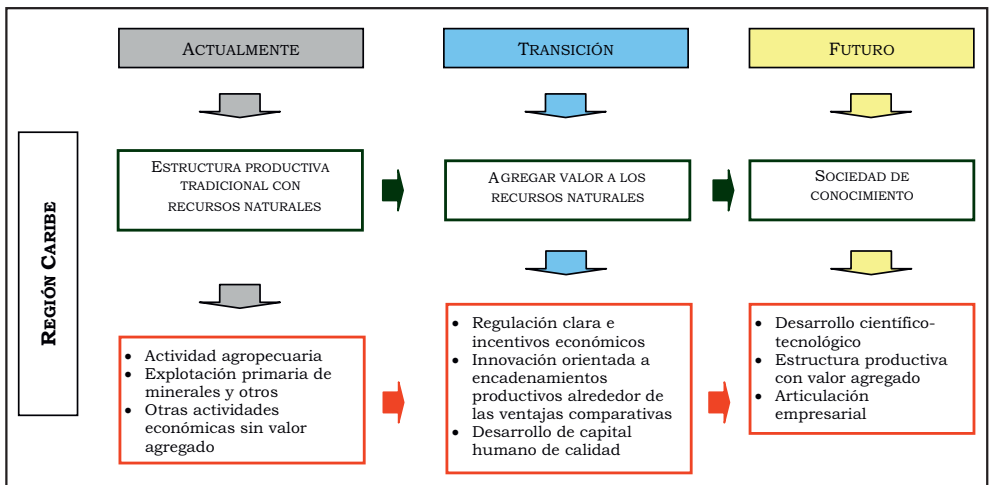 ACTUALMENTE
TRANSICIÓN
FUTURO
REGIÓN CARIBE
ESTRUCTURA PRODUCTIVA
TRADICIONAL CON
RECURSOS NATURALES
AGREGAR VALOR A LOS
RECURSOS NATURALES
SOCIEDAD DE
CONOCIMIENTO
• Actividad agropecuaria
• Explotación primaria de
minerales y otros
• Otras actividades
económicas sin valor
agregado
• Regulación clara e
incentivos económicos
• Innovación orientada a
encadenamientos
productivos alrededor de
las ventajas comparativas
• Desarrollo de capital
humano de calidad
• Desarrollo científico-
tecnológico
• Estructura productiva
con valor agregado
• Articulación
empresarial